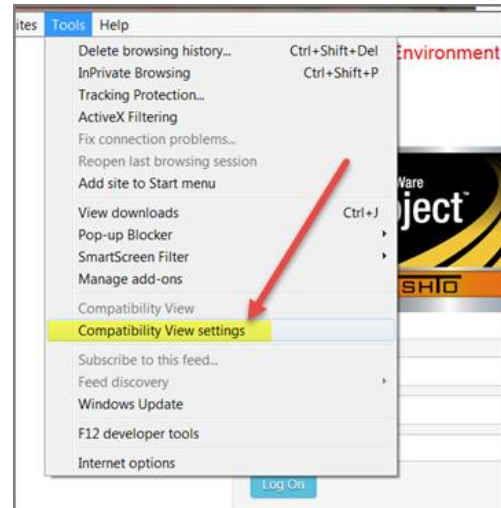 ites Tools Help
Delete browsing history... Ctrl+Shift+Del
InPrivate Browsing Ctrl+Shift+P
Tracking Protection...
ActiveX Filtering
Fix connection problems...
Reopen last browsing session
Add site to Start menu
View downloads Ctrl+J
Pop-up Blocker
SmartScreen Filter
Manage add-ons
Compatibility View
Compatibility View settings
Subscribe to this feed...
Feed discovery
Windows Update
F12 developer tools
Internet options
Environment
Ware
ject
SHTO
Log On